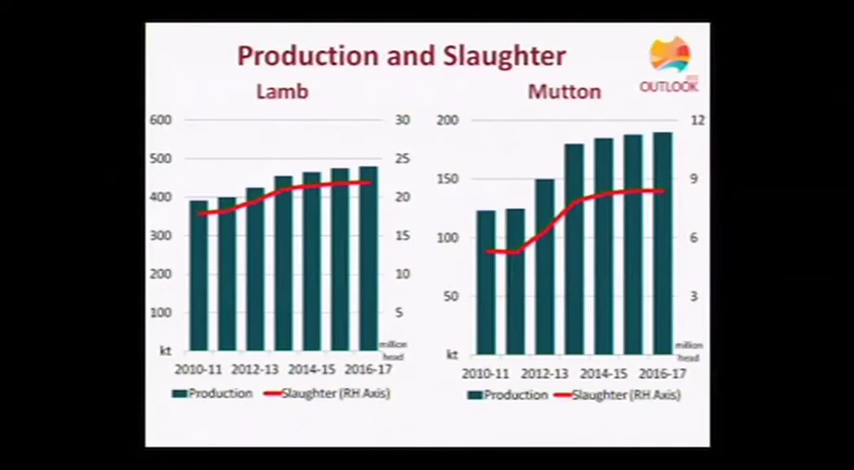 Production and Slaughter
OUTLOOK
Lamb
600
500
400
300
200
100
kt
30
25
20
15
10
5
million
head
2010-11 2012-13 2014-15 2016-17
Production Slaughter (RH Axis)
Mutton
200
150
100
50
kt
12
9
6
3
million
head
2010-11 2012-13 2014-15 2016-17
Production Slaughter (RH Axis)